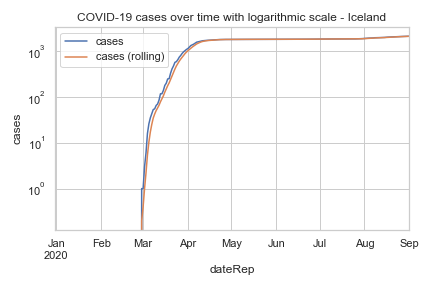 COVID-19 cases over time with logarithmic scale - Iceland
cases
cases (rolling)
10³
10²
10¹
10⁰
cases
Jan Feb Mar Apr May Jun Jul Aug Sep
2020
dateRep